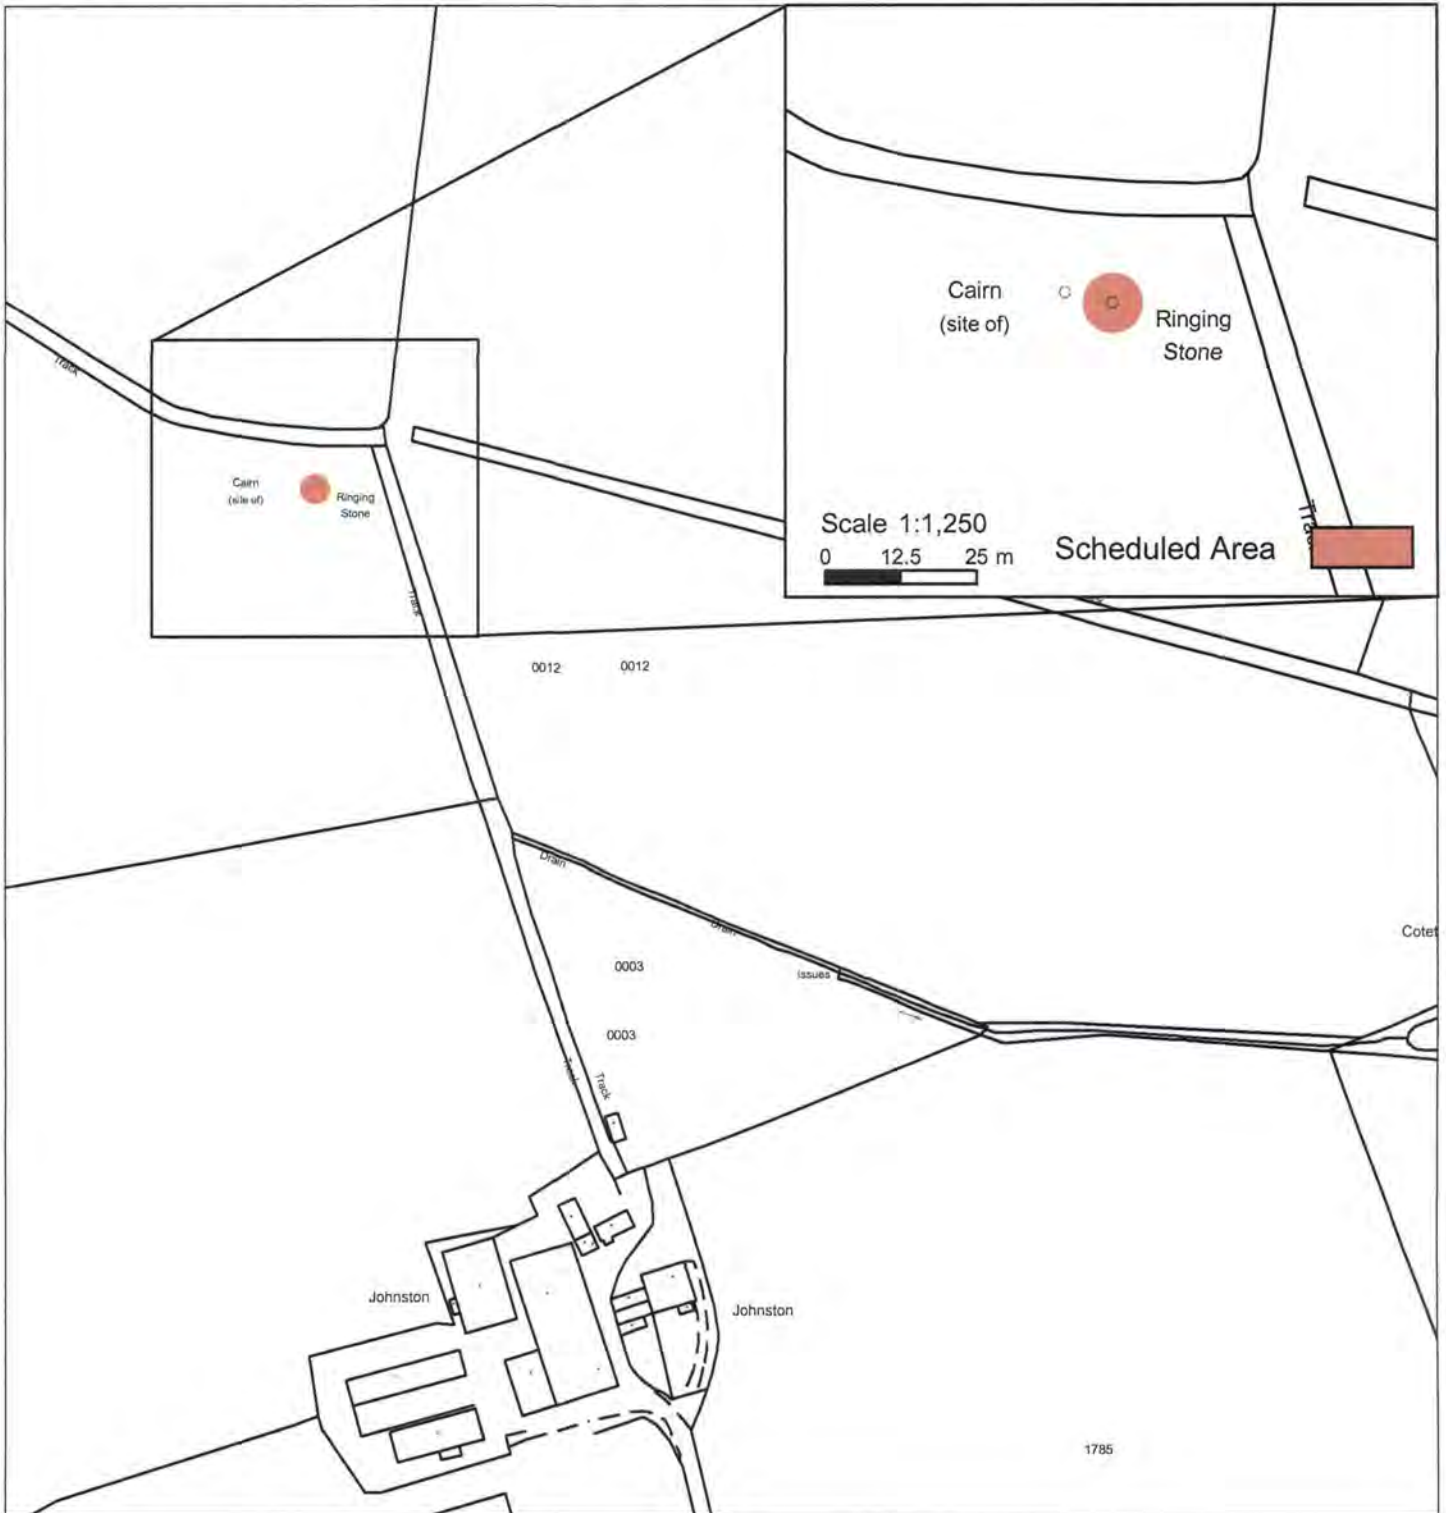 Cairn
(site of)
Ringing
Stone
Scale 1:1,250
0 12.5 25 m
Scheduled Area
Track
Cairn
(site of)
Ringing
Stone
Track
0012 0012
Drain
Drain
Issues
Cotet
0003
0003
Track
Track
Johnston
Johnston
1785